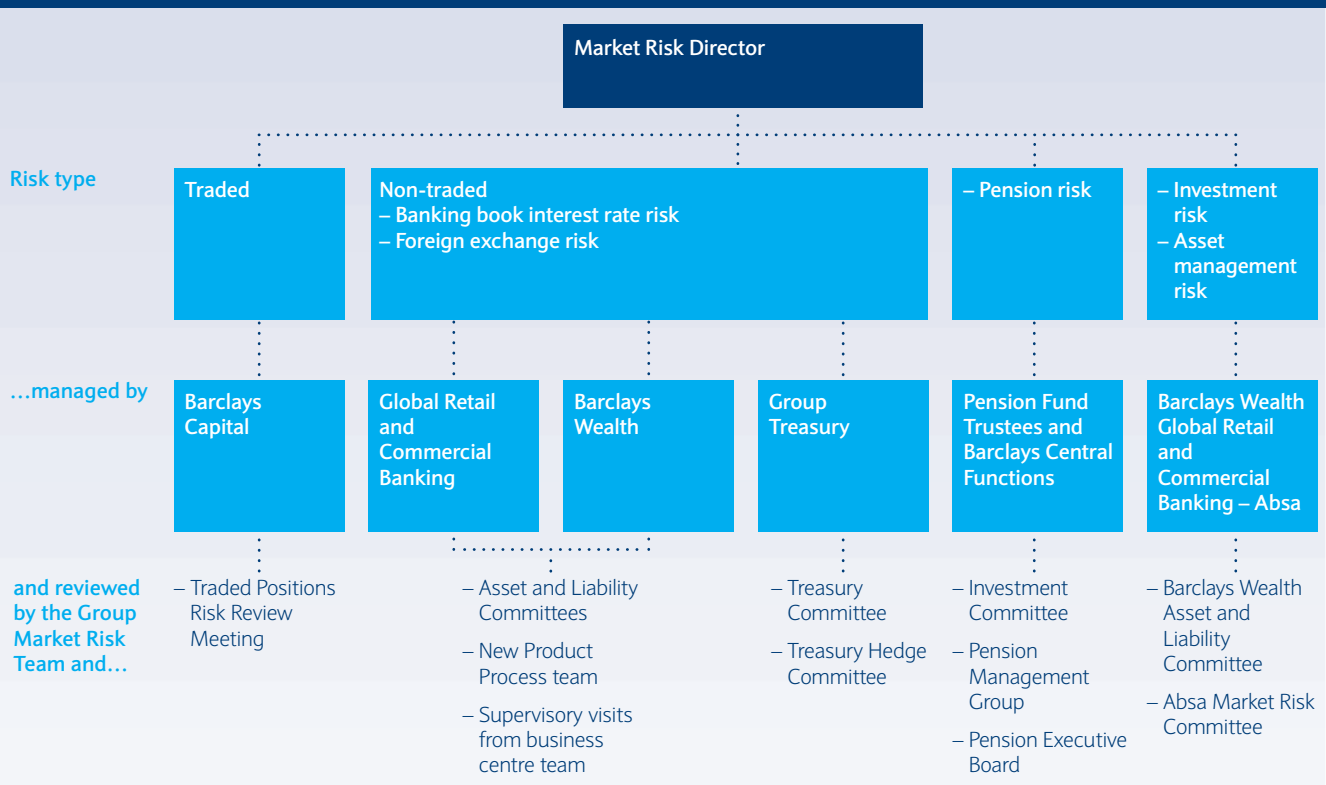 Market Risk Director
Risk type
Traded
Non-traded
– Banking book interest rate risk
– Foreign exchange risk
– Pension risk
– Investment
risk
– Asset
management
risk
…managed by
Barclays
Capital
Global Retail
and
Commercial
Banking
Barclays
Wealth
Group
Treasury
Pension Fund
Trustees and
Barclays Central
Functions
Barclays Wealth
Global Retail
and
Commercial
Banking – Absa
and reviewed
by the Group
Market Risk
Team and…
– Traded Positions
Risk Review
Meeting
– Asset and Liability
Committees
– New Product
Process team
– Supervisory visits
from business
centre team
– Treasury
Committee
– Treasury Hedge
Committee
– Investment
Committee
– Pension
Management
Group
– Pension Executive
Board
– Barclays Wealth
Asset and
Liability
Committee
– Absa Market Risk
Committee